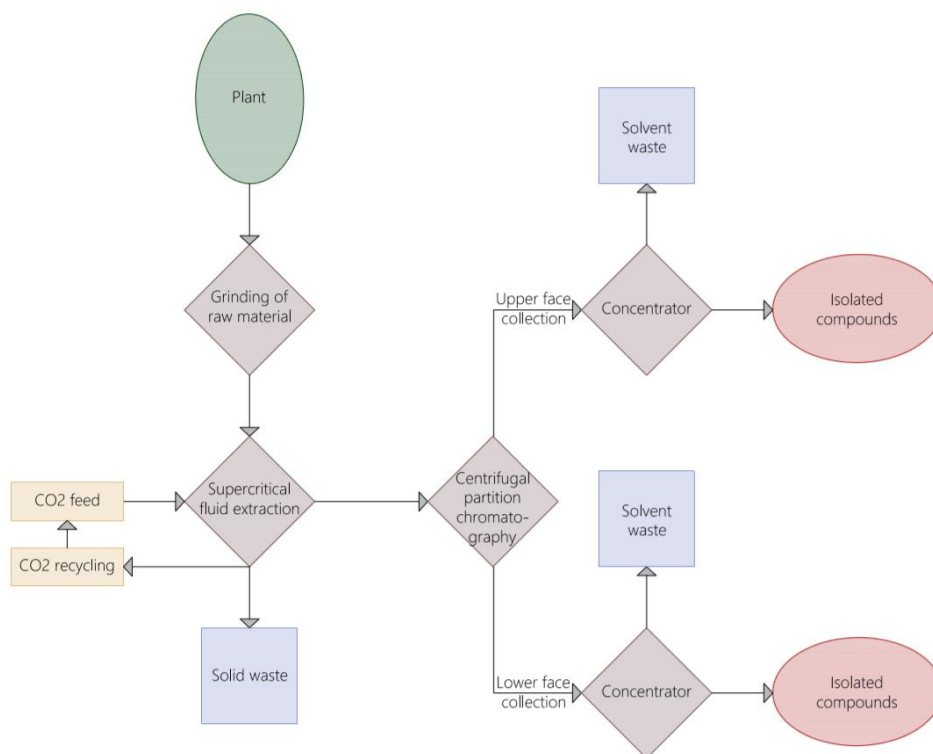 Plant
Solvent
waste
Grinding of
raw material
Upper face
collection
Concentrator
Isolated
compounds
CO2 feed
CO2 recycling
Supercritical
fluid extraction
Centrifugal
partition
chromato-
graphy
Solvent
waste
Solid waste
Lower face
collection
Concentrator
Isolated
compounds